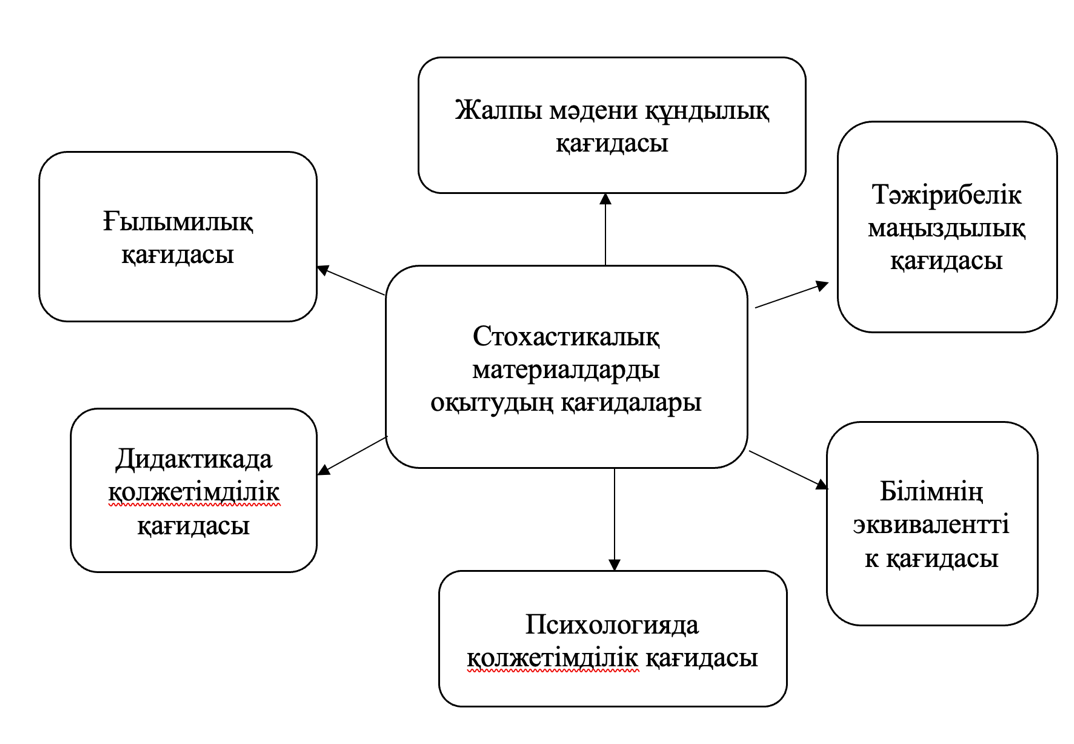 Жалпы мәдени құндылық
қағидасы
Ғылымилық
қағидасы
Тәжірибелік
маңыздылық
қағидасы
Стохастикалық
материалдарды
оқытудың қағидалары
Дидактикада
қолжетімділік
қағидасы
Білімнің
эквивалентті
к қағидасы
Психологияда
қолжетімділік қағидасы